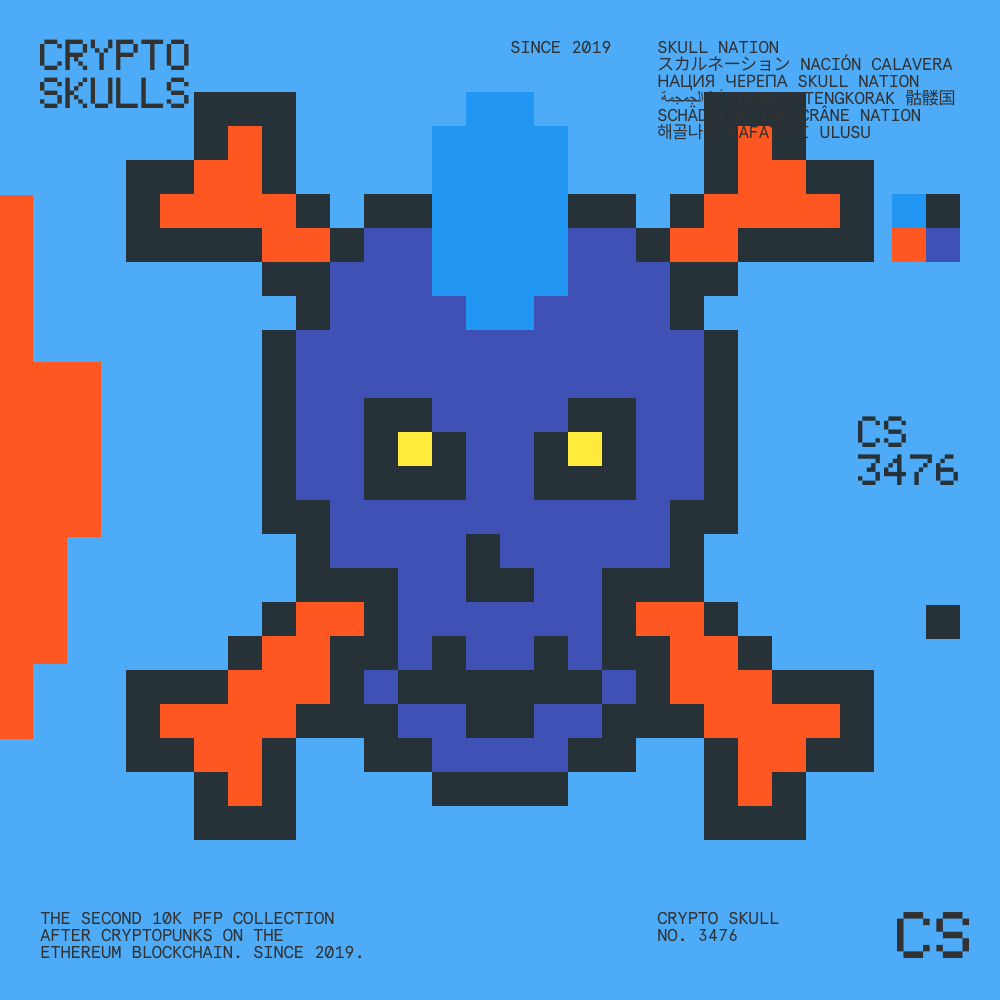 CRYPTO
SKULLS
SINCE 2019
SKULL NATION
スカルネーション NACIÓN CALAVERA
НАЦИЯ ЧЕРЕПА SKULL NATION
TENGKORAK 骷髅国
CRÂNE NATION
해골 ULUSU
CS
3476
THE SECOND 10K PFP COLLECTION
AFTER CRYPTOPUNKS ON THE
ETHEREUM BLOCKCHAIN. SINCE 2019.
CRYPTO SKULL
NO. 3476
CS